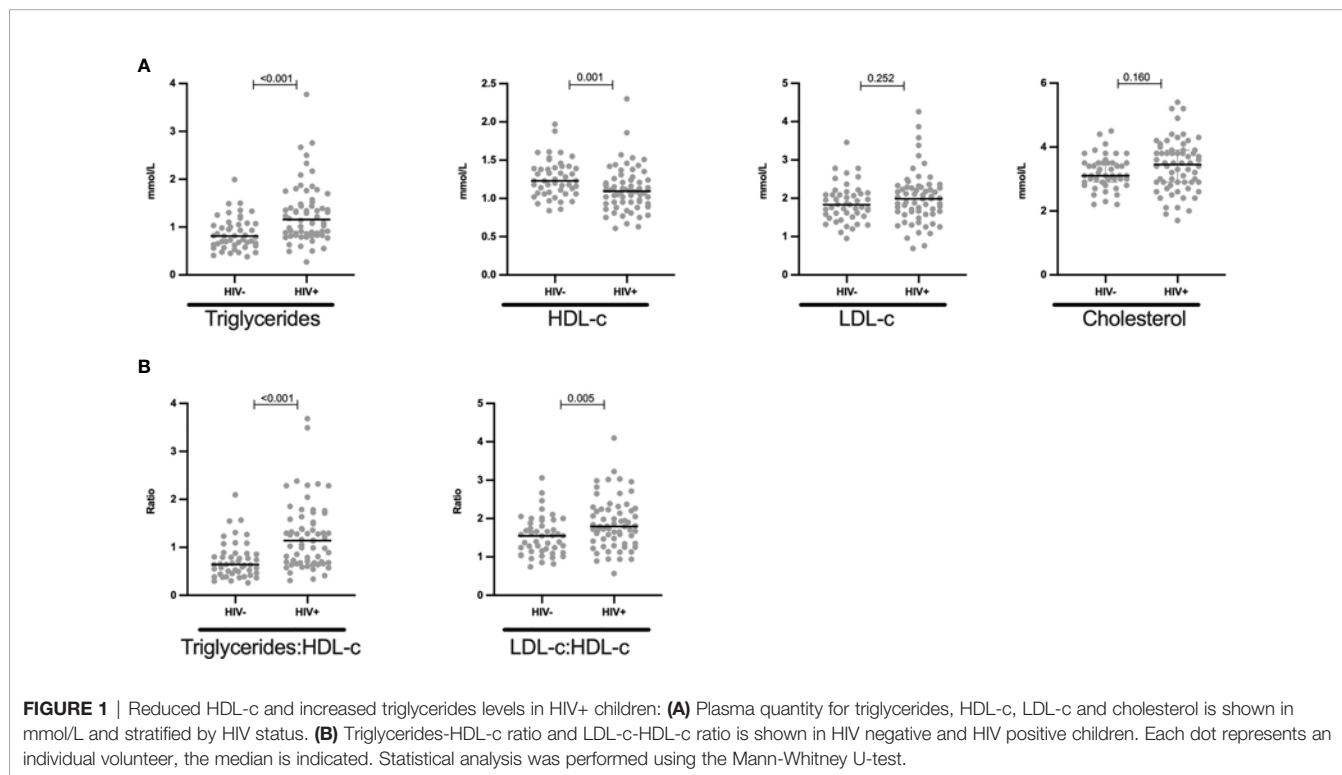 A
<0.001
4
3
2
1
0
mmol/L
HIV-
HIV+
Triglycerides
0.001
2.5
2.0
1.5
1.0
0.5
0.0
mmol/L
HIV-
HIV+
HDL-c
0.252
5
4
3
2
1
0
mmol/L
HIV-
HIV+
LDL-c
0.160
6
4
2
0
mmol/L
HIV-
HIV+
Cholesterol
B
<0.001
4
3
2
1
0
Ratio
HIV-
HIV+
Triglycerides:HDL-c
0.005
5
4
3
2
1
0
Ratio
HIV-
HIV+
LDL-c:HDL-c
FIGURE 1 | Reduced HDL-c and increased triglycerides levels in HIV+ children: (A) Plasma quantity for triglycerides, HDL-c, LDL-c and cholesterol is shown in
mmol/L and stratified by HIV status. (B) Triglycerides-HDL-c ratio and LDL-c-HDL-c ratio is shown in HIV negative and HIV positive children. Each dot represents an
individual volunteer, the median is indicated. Statistical analysis was performed using the Mann-Whitney U-test.